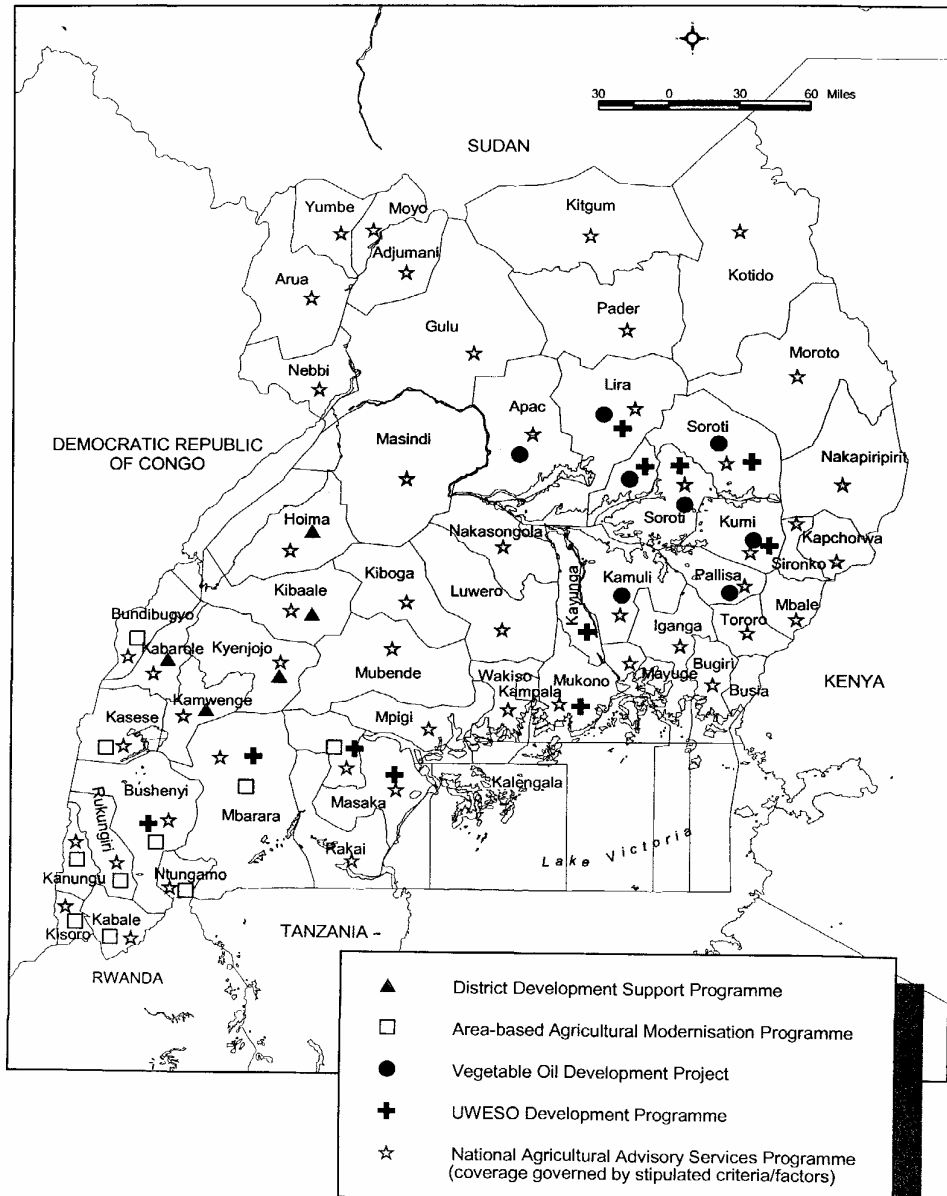 30 0 30 60 Miles
SUDAN
Yumbe
Moyo
Kitgum
Adjumani
Kotido
Arua
Pader
Gulu
Moroto
Nebbi
Lira
Apac
Soroti
DEMOCRATIC REPUBLIC
OF CONGO
Masindi
Nakapiripirit
Hoima
Nakasongola
Soroti
Kumi
Kapchorwa
Sironko
Kibaale
Kiboga
Luwero
Kayunga
Kamuli
Pallisa
Mbale
Bundibugyo
Kabarole
Kyenjojo
Iganga
Tororo
Mubende
Wakiso
Kampala
Mukono
Mayuge
Bugiri
Busia
KENYA
Kamwenge
Kasese
Mpigi
Bushenyi
Mbarara
Masaka
Kalengala
Rukungiri
Lake Victoria
Rakai
Kanungu
Ntungamo
Kabale
Kisoro
TANZANIA
RWANDA
District Development Support Programme
Area-based Agricultural Modernisation Programme
Vegetable Oil Development Project
UWESO Development Programme
National Agricultural Advisory Services Programme
(coverage governed by stipulated criteria/factors)